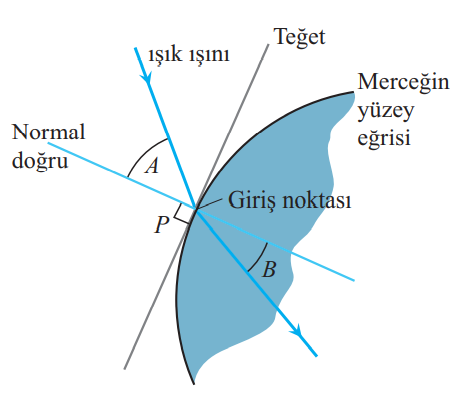 Teğet
ışık ışını
Merceğin
yüzey
eğrisi
Normal
doğru
A
Giriş noktası
P
B